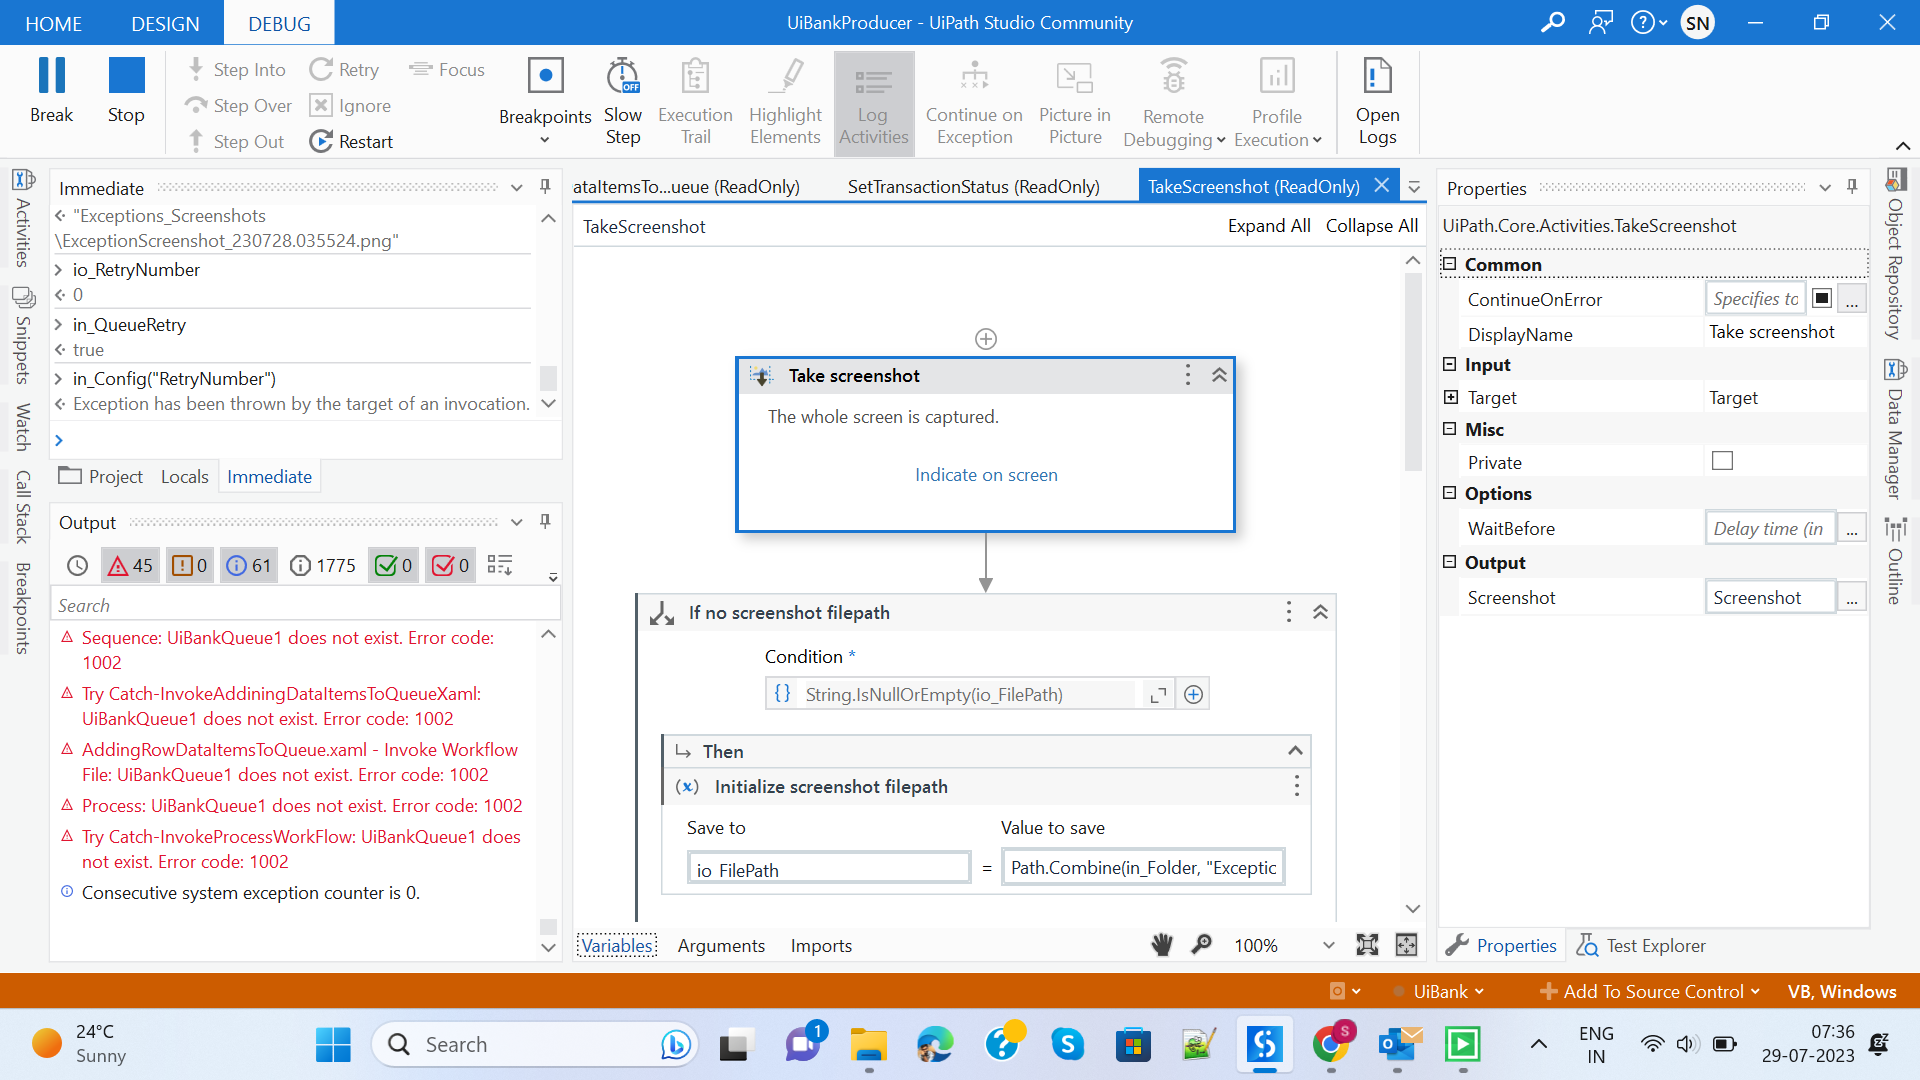 HOME
DESIGN
DEBUG
UiBankProducer - UiPath Studio Community
SN
Break
Stop
Step Into
Step Over
Step Out
Retry
Ignore
Restart
Focus
Breakpoints
Slow
Step
OFF
Execution
Trail
Highlight
Elements
Log
Activities
Continue on
Exception
Picture in
Picture
Remote
Debugging
Profile
Execution
Open
Logs
Activities
Snippets
Watch
Call Stack
Breakpoints
Immediate
"Exceptions_Screenshots
\ExceptionScreenshot_230728.035524.png"
io_RetryNumber
0
in_QueueRetry
true
in_Config("RetryNumber")
Exception has been thrown by the target of an invocation.
Project
Locals
Immediate
Output
45
0
61
1775
0
0
Search
Sequence: UiBankQueue1 does not exist. Error code:
1002
Try Catch-InvokeAddiningDataItemsToQueueXaml:
UiBankQueue1 does not exist. Error code: 1002
AddingRowDataItemsToQueue.xaml - Invoke Workflow
File: UiBankQueue1 does not exist. Error code: 1002
Process: UiBankQueue1 does not exist. Error code: 1002
Try Catch-InvokeProcessWorkFlow: UiBankQueue1 does
not exist. Error code: 1002
Consecutive system exception counter is 0.
ataItemsTo...ueue (ReadOnly)
SetTransactionStatus (ReadOnly)
TakeScreenshot (ReadOnly)
TakeScreenshot
Expand All
Collapse All
Take screenshot
The whole screen is captured.
Indicate on screen
If no screenshot filepath
Condition *
String.IsNullOrEmpty(io_FilePath)
Then
Initialize screenshot filepath
Save to
Value to save
io_FilePath
=
Path.Combine(in_Folder, "Exceptic
Variables
Arguments
Imports
100%
Properties
UiPath.Core.Activities.TakeScreenshot
Common
ContinueOnError
Specifies to
...
DisplayName
Take screenshot
Input
Target
Target
Misc
Private
Options
WaitBefore
Delay time (in
...
Output
Screenshot
Screenshot
...
Properties
Test Explorer
Object Repository
Data Manager
Outline
UiBank
Add To Source Control
VB, Windows
24°C
Sunny
Search
1
S
ENG
IN
07:36
29-07-2023